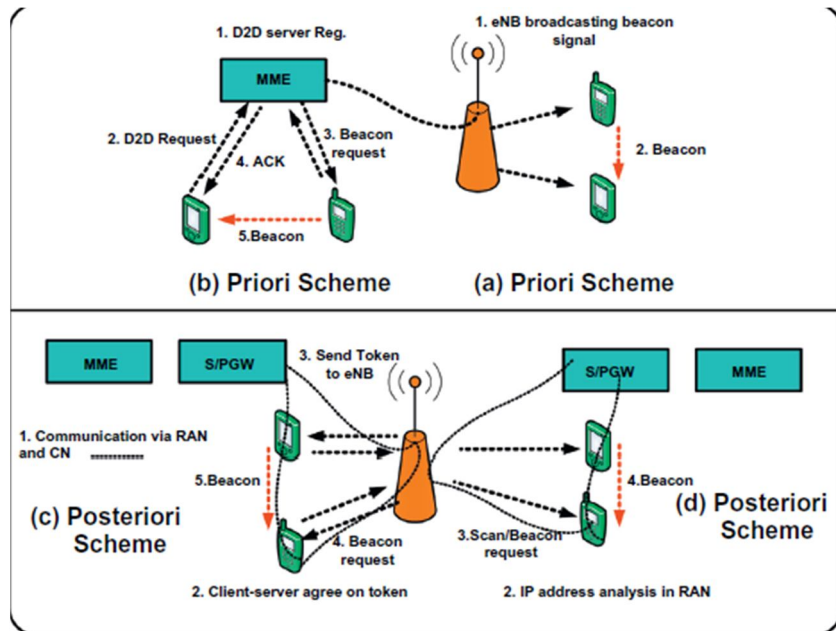 1. D2D server Reg.
MME
2. D2D Request
4. ACK
3. Beacon
request
5.Beacon
(b) Priori Scheme
1. eNB broadcasting beacon
signal
2. Beacon
(a) Priori Scheme
MME
S/PGW
3. Send Token
to eNB
1. Communication via RAN
and CN
5.Beacon
(c) Posteriori
Scheme
4. Beacon
request
2. Client-server agree on token
S/PGW
MME
4.Beacon
(d) Posteriori
Scheme
3.Scan/Beacon
request
2. IP address analysis in RAN